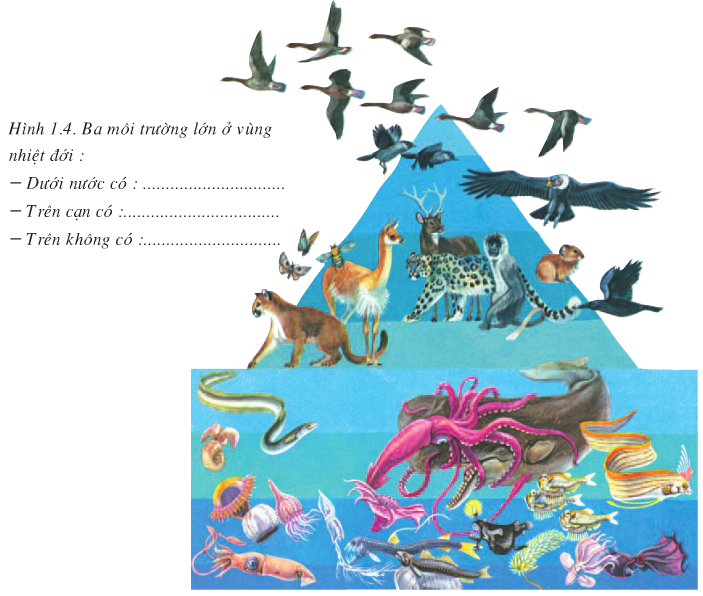 Hình 1.4. Ba môi trường lớn ở vùng
nhiệt đới :
– Dưới nước có : ...............................
– Trên cạn có :..................................
– Trên không có :..............................